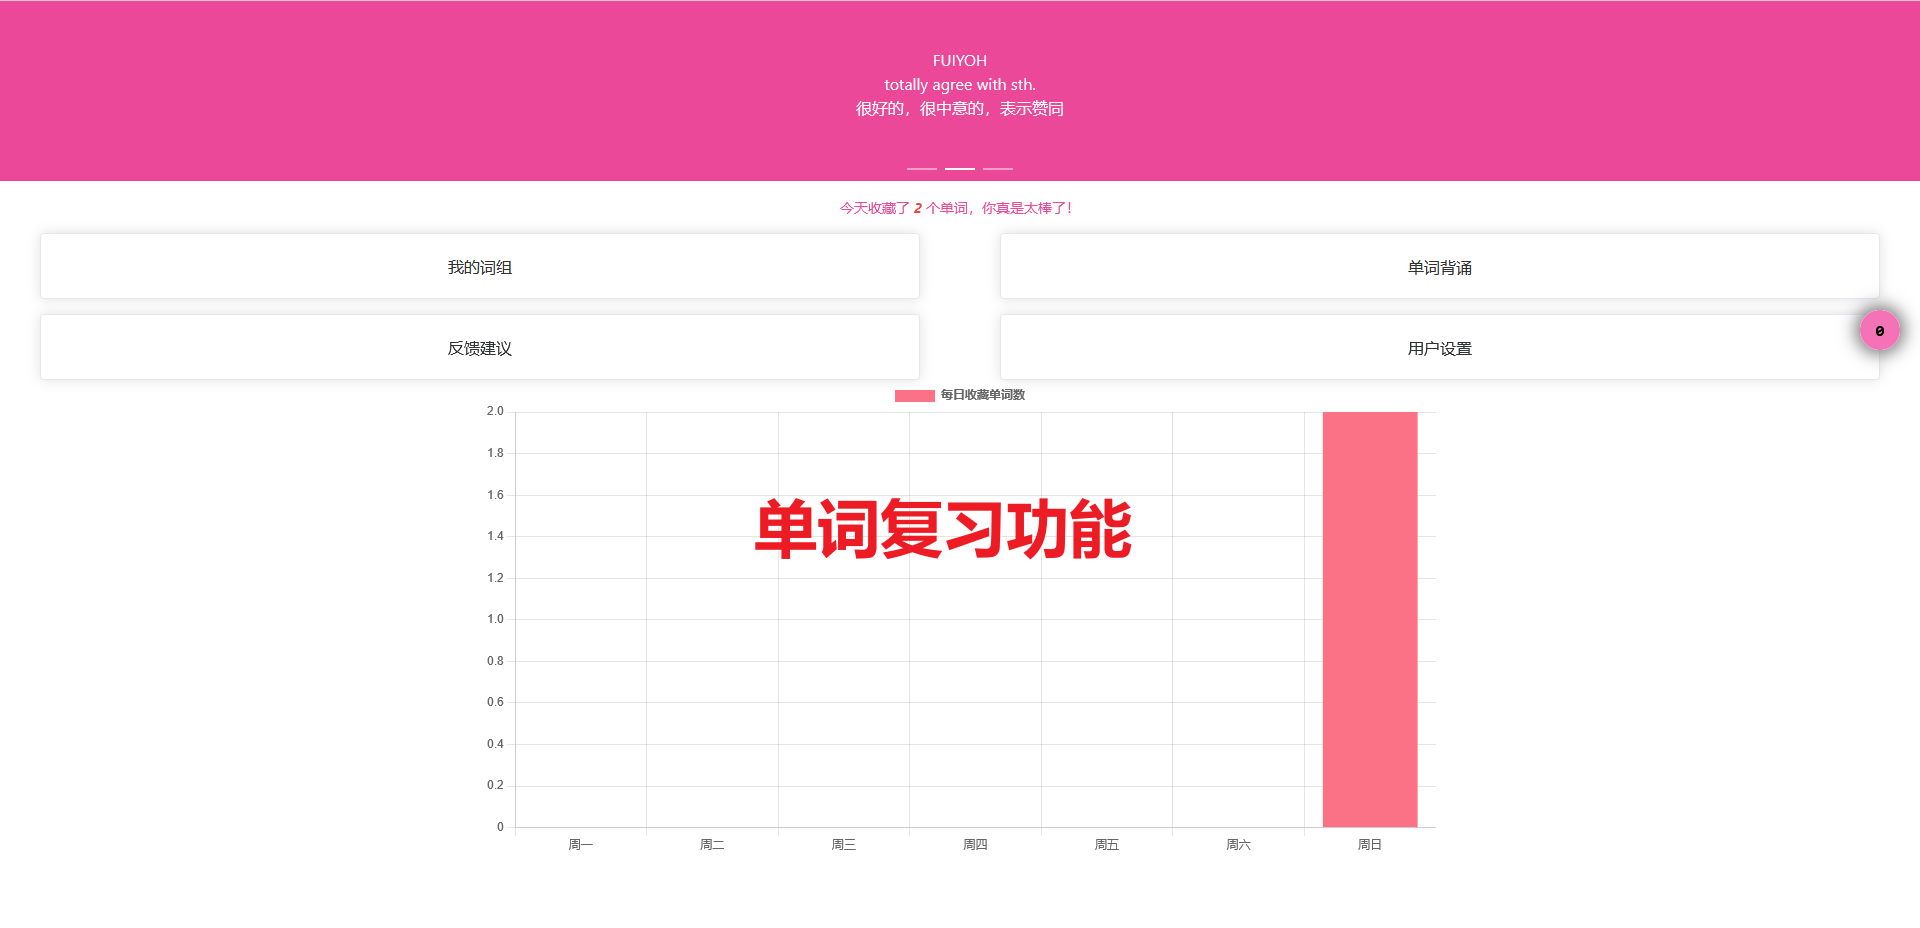 FUIYOH
totally agree with sth.
很好的，很中意的，表示赞同
今天收藏了 2 个单词，你真是太棒了！
我的词组
单词背诵
反馈建议
用户设置
0
每日收藏单词数
2.0
1.8
1.6
单词复习功能
1.4
1.2
1.0
0.8
0.6
0.4
0.2
0
周一 周二 周三 周四 周五 周六 周日